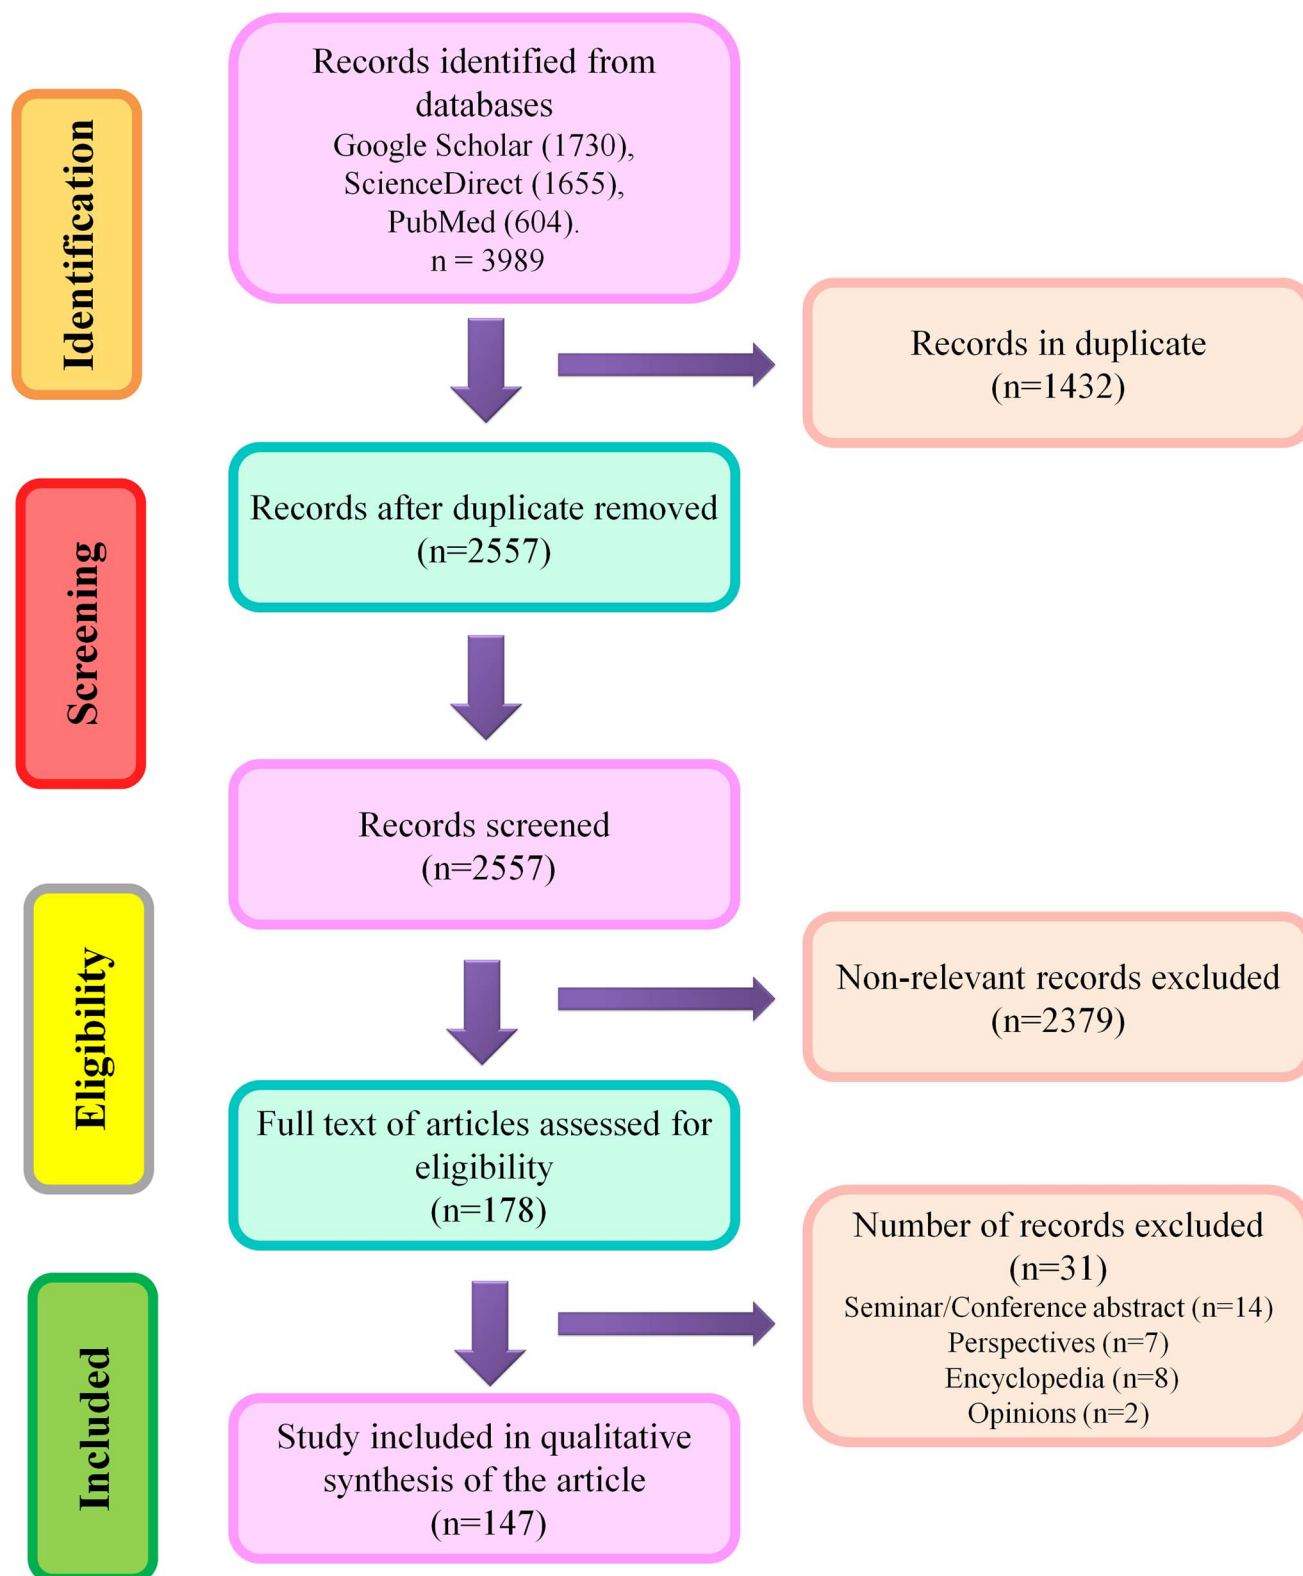 Identification
Records identified from
databases
Google Scholar (1730),
ScienceDirect (1655),
PubMed (604).
n = 3989
Records in duplicate
(n=1432)
Screening
Records after duplicate removed
(n=2557)
Records screened
(n=2557)
Eligibility
Non-relevant records excluded
(n=2379)
Full text of articles assessed for
eligibility
(n=178)
Number of records excluded
(n=31)
Seminar/Conference abstract (n=14)
Perspectives (n=7)
Encyclopedia (n=8)
Opinions (n=2)
Included
Study included in qualitative
synthesis of the article
(n=147)